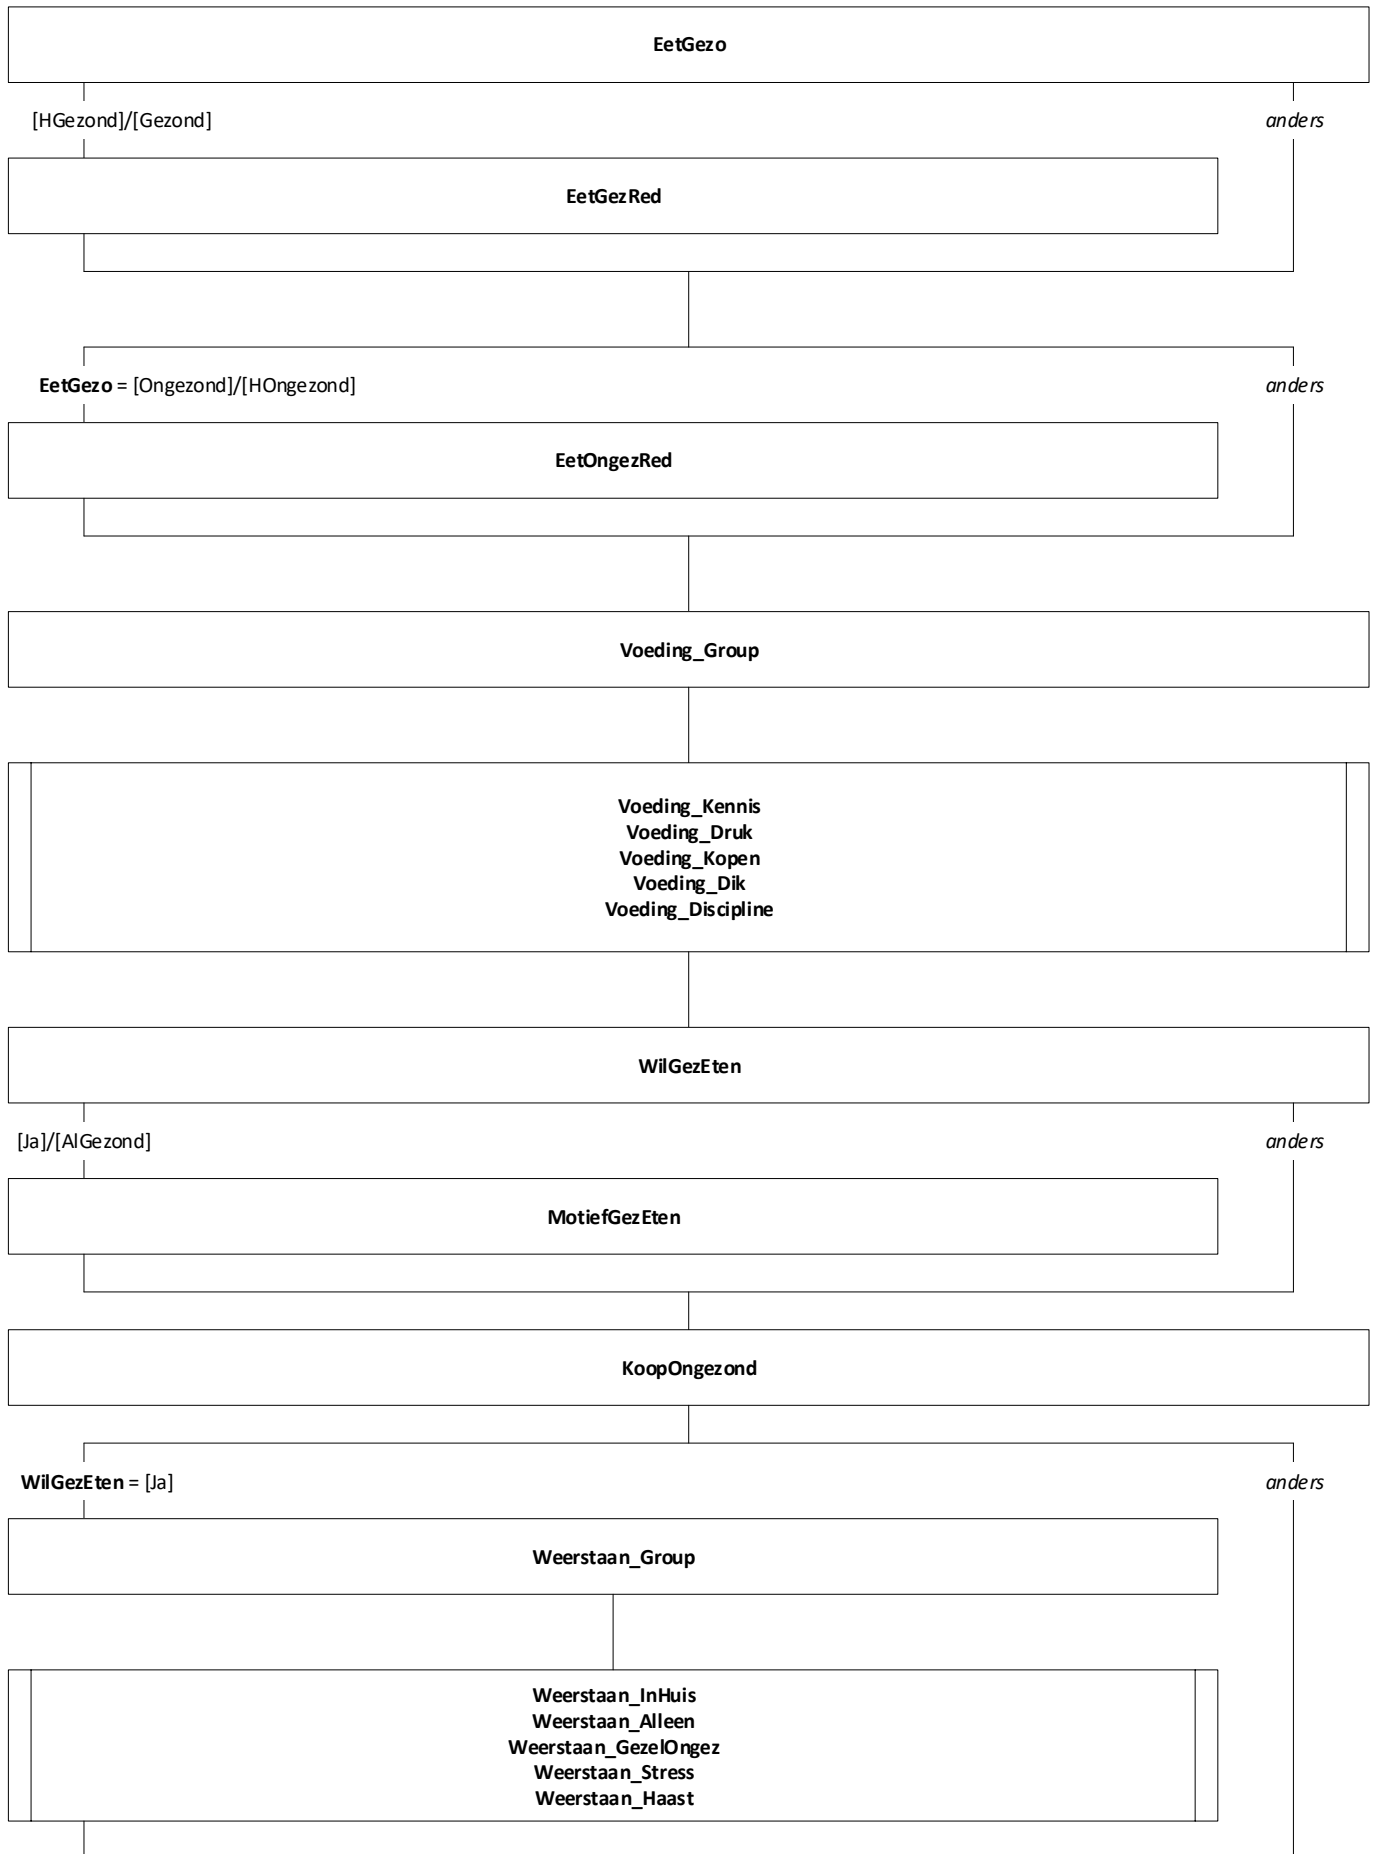 EetGezo
[HGezond]/[Gezond]
anders
EetGezRed
EetGezo = [Ongezond]/[HOngezond]
anders
EetOngezRed
Voeding_Group
Voeding_Kennis
Voeding_Druk
Voeding_Kopen
Voeding_Dik
Voeding_Discipline
WilGezEten
[Ja]/[AlGezond]
anders
MotiefGezEten
KoopOngezond
WilGezEten = [Ja]
anders
Weerstaan_Group
Weerstaan_InHuis
Weerstaan_Alleen
Weerstaan_GezelOngez
Weerstaan_Stress
Weerstaan_Haast